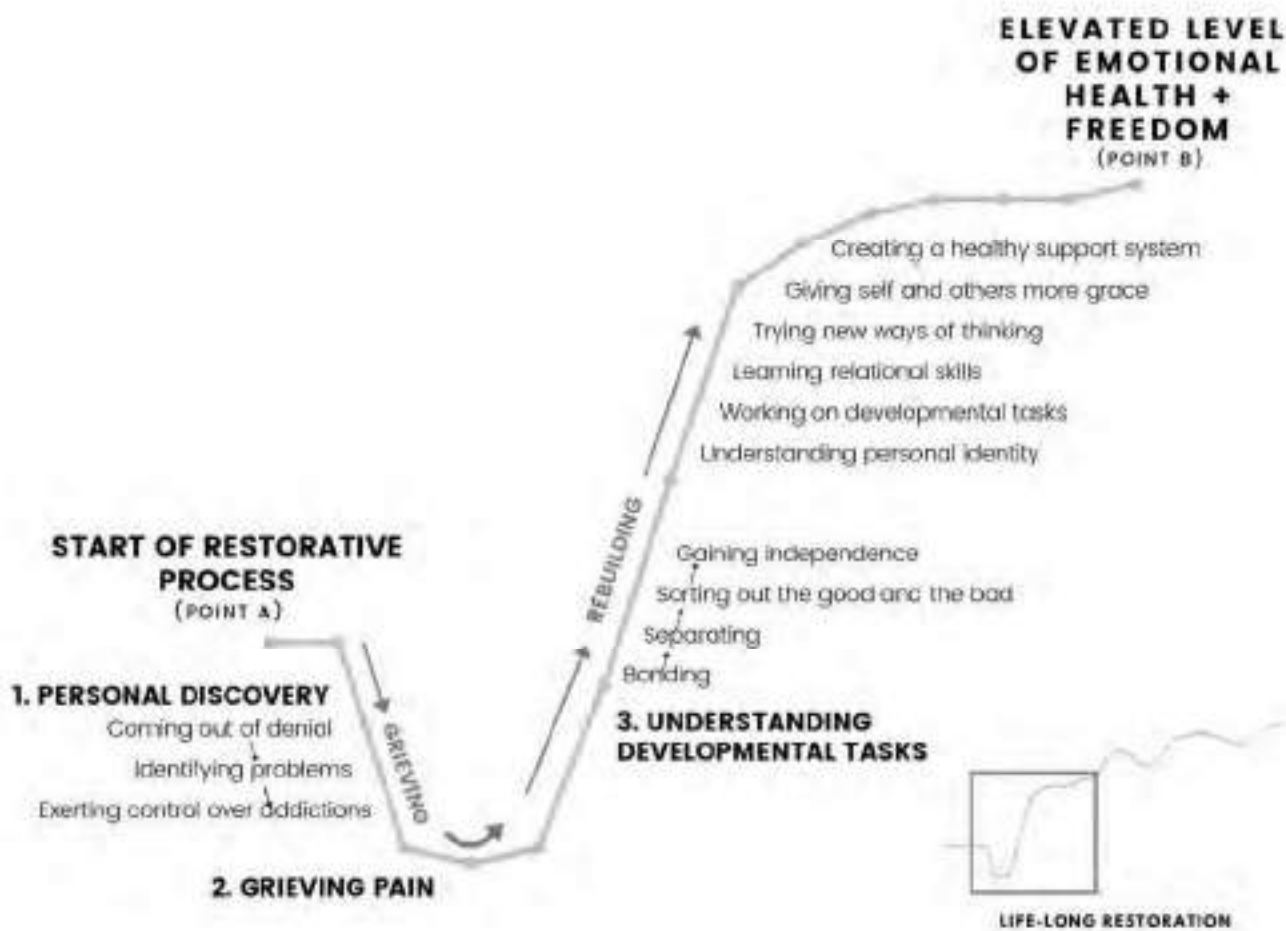 ELEVATED LEVEL
OF EMOTIONAL
HEALTH +
FREEDOM
(POINT B)
Creating a healthy support system
Giving self and others more grace
Trying new ways of thinking
Learning relational skills
Working on developmental tasks
Understanding personal identity
REBUILDING
Gaining independence
Sorting out the good and the bad
Separating
Bonding
START OF RESTORATIVE
PROCESS
(POINT A)
1. PERSONAL DISCOVERY
Coming out of denial
Identifying problems
Exerting control over addictions
GRIEVING
2. GRIEVING PAIN
3. UNDERSTANDING
DEVELOPMENTAL TASKS
LIFE-LONG RESTORATION